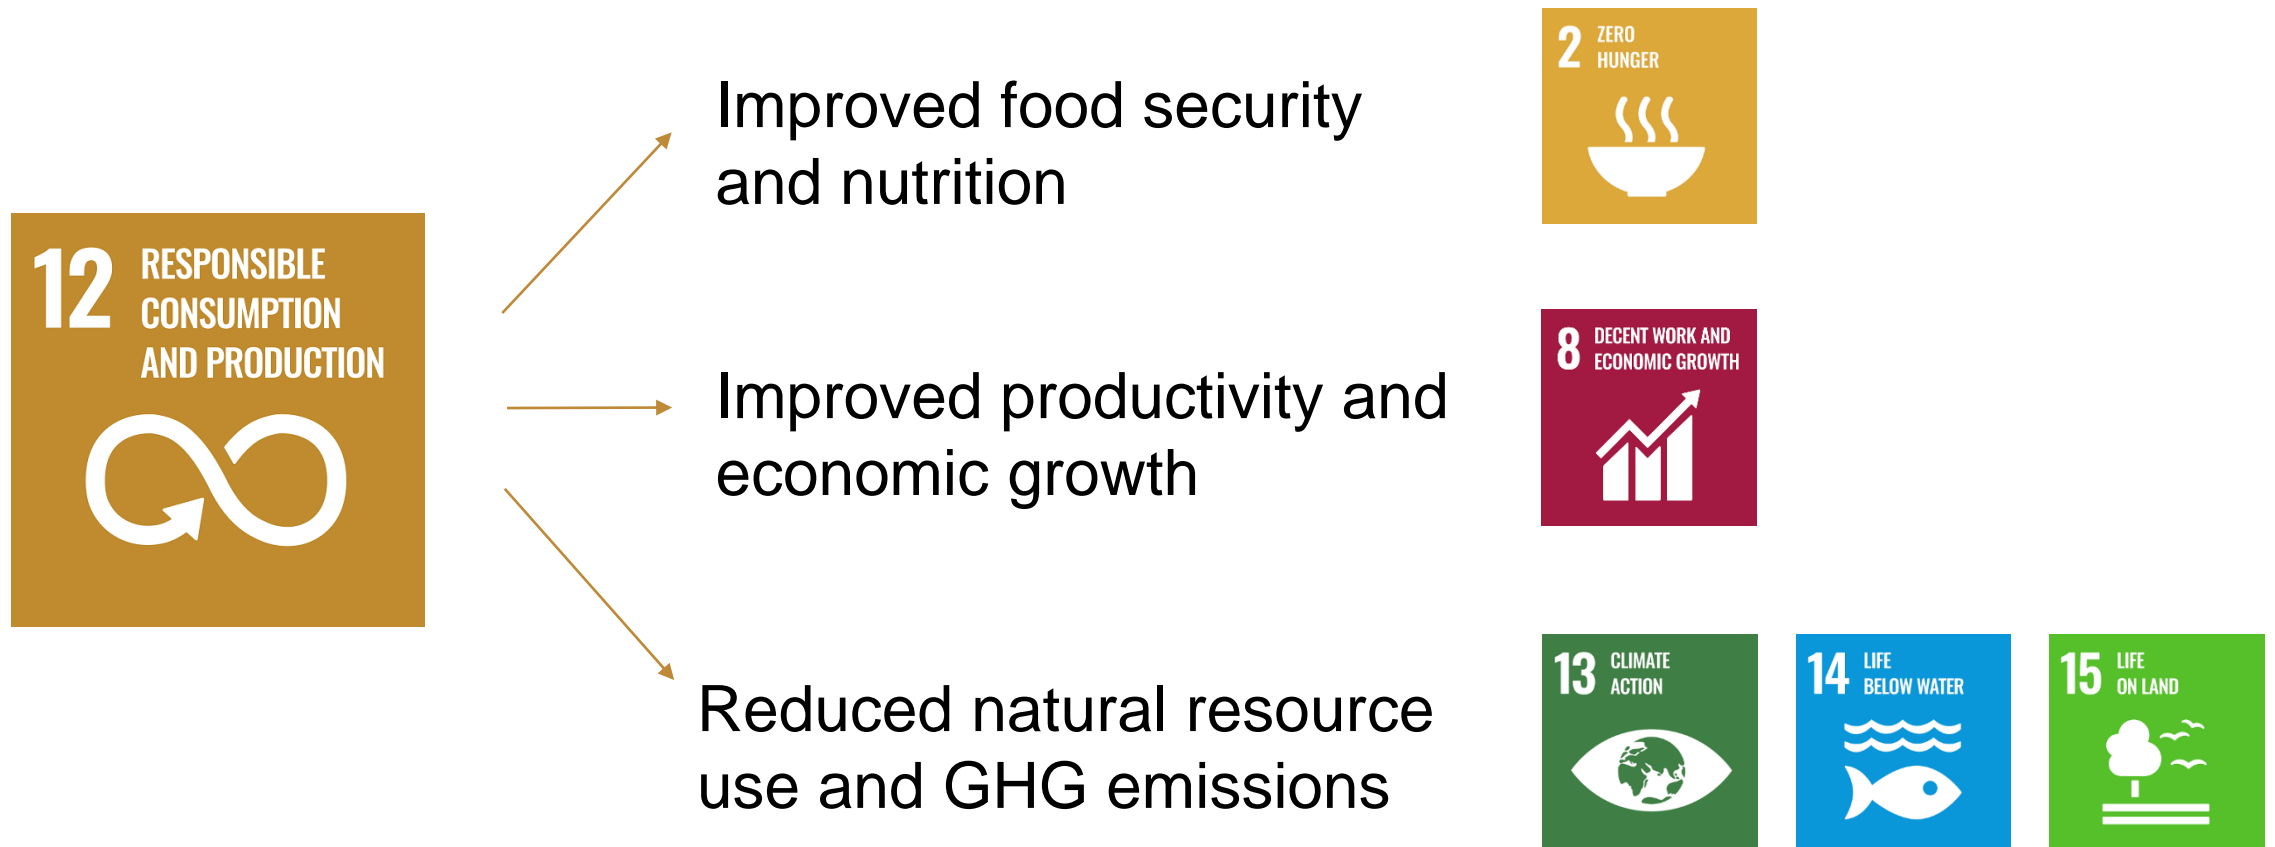 12 RESPONSIBLE
CONSUMPTION
AND PRODUCTION
Improved food security
and nutrition
2 ZERO
HUNGER
Improved productivity and
economic growth
8 DECENT WORK AND
ECONOMIC GROWTH
Reduced natural resource
use and GHG emissions
13 CLIMATE
ACTION
14 LIFE
BELOW WATER
15 LIFE
ON LAND